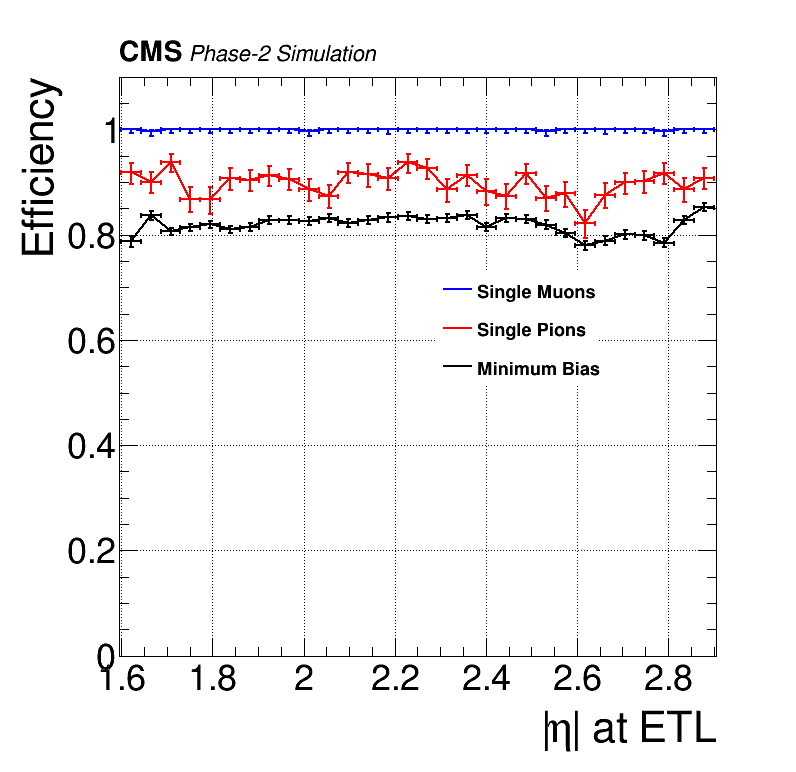 CMS Phase-2 Simulation
Efficiency
1
0.8
0.6
0.4
0.2
0
Single Muons
Single Pions
Minimum Bias
1.6 1.8 2 2.2 2.4 2.6 2.8
|η| at ETL